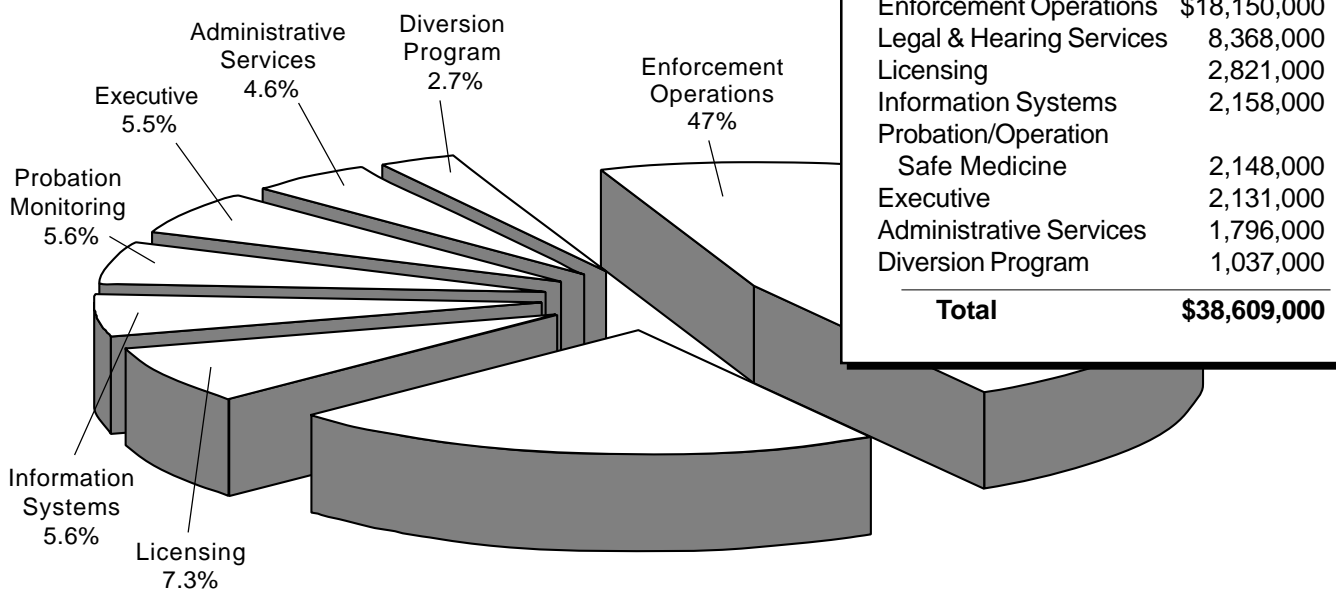 Diversion
Program
2.7%
Administrative
Services
4.6%
Executive
5.5%
Probation
Monitoring
5.6%
Information
Systems
5.6%
Licensing
7.3%
Enforcement
Operations
47%
Enforcement Operations $18,150,000
Legal & Hearing Services 8,368,000
Licensing 2,821,000
Information Systems 2,158,000
Probation/Operation
Safe Medicine 2,148,000
Executive 2,131,000
Administrative Services 1,796,000
Diversion Program 1,037,000
Total $38,609,000